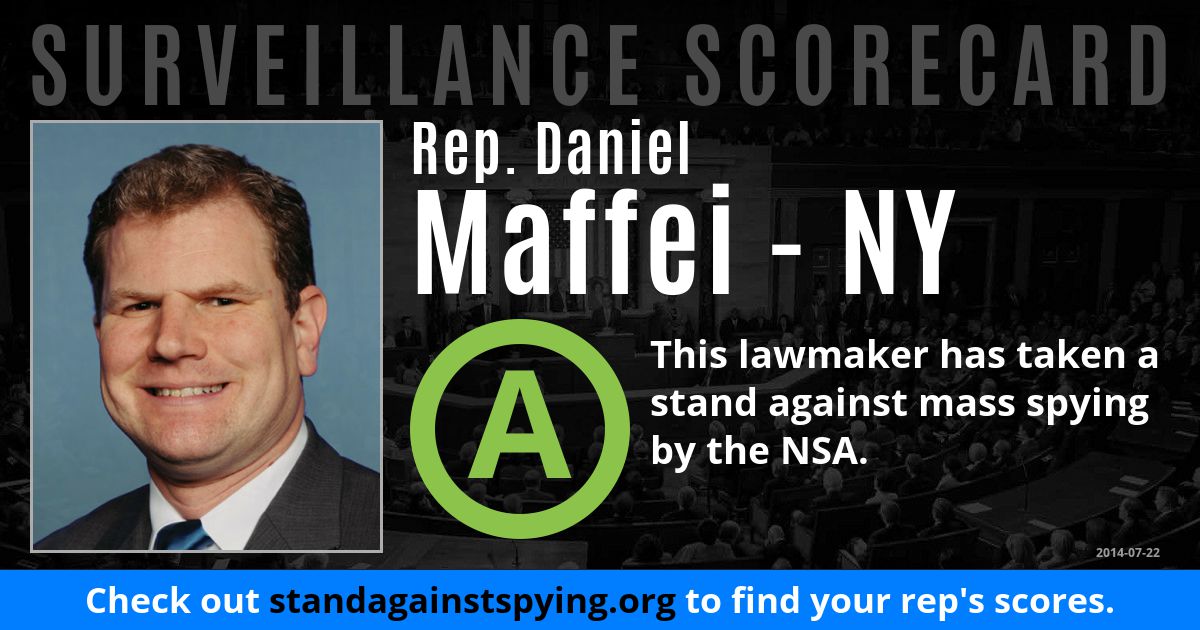 SURVEILLANCE SCORECARD
Rep. Daniel
Maffei - NY
A
This lawmaker has taken a
stand against mass spying
by the NSA.
2014-07-22
Check out standagainstspying.org to find your rep's scores.